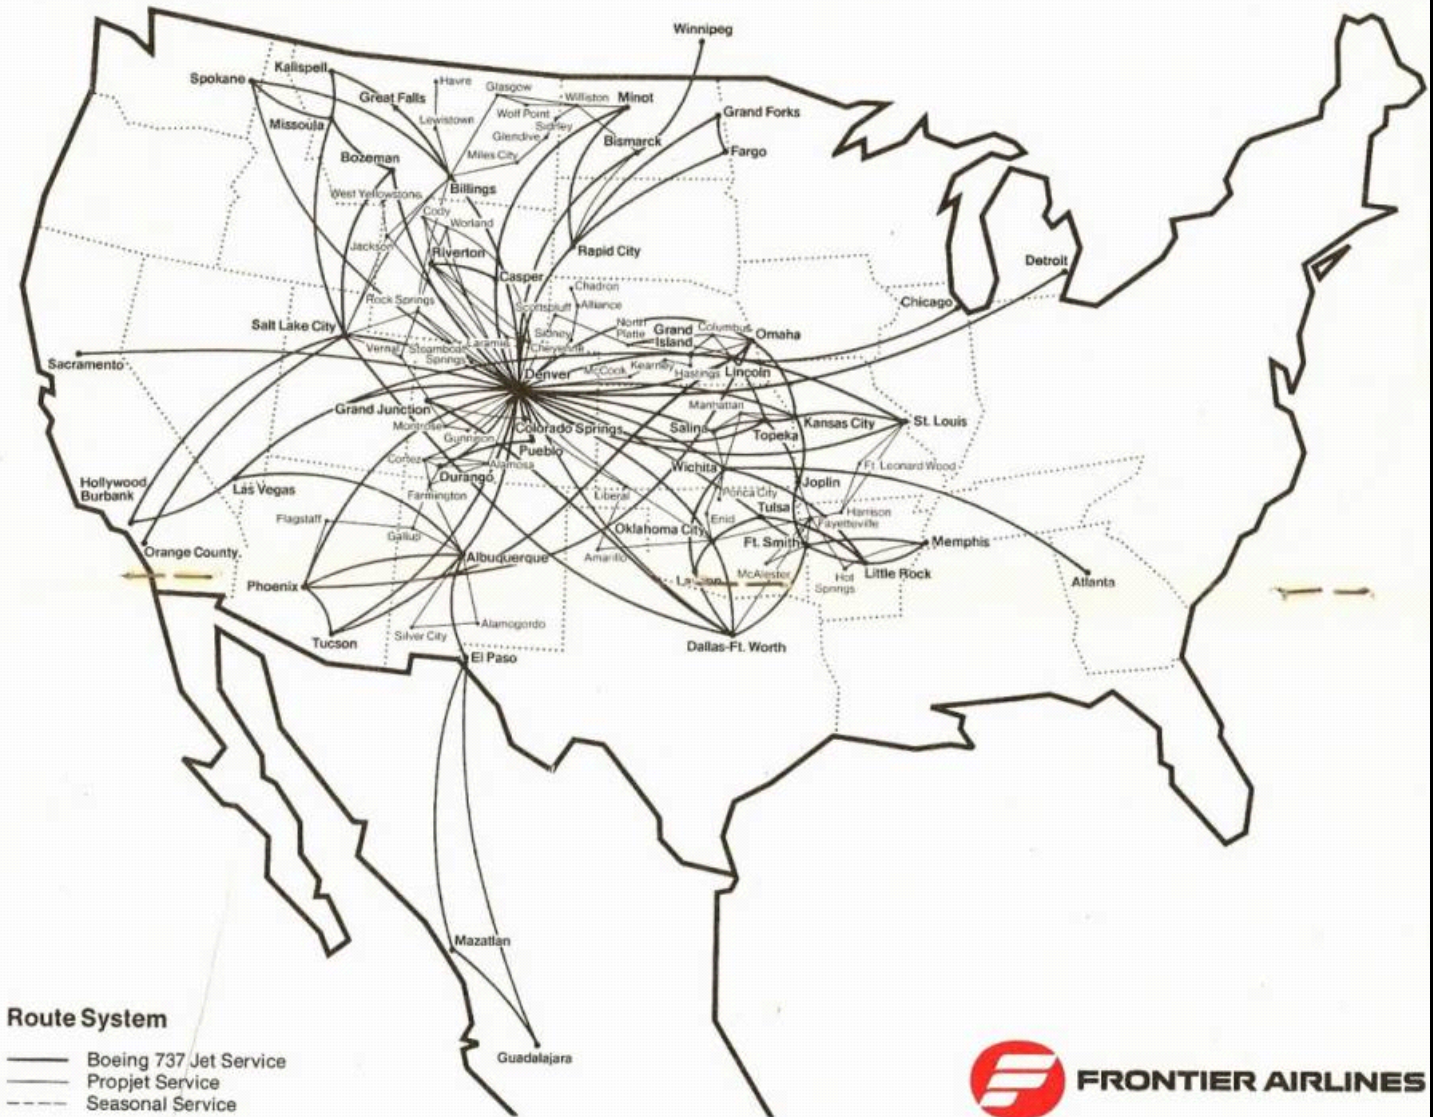 Winnipeg
Spokane
Kalispell
Havre
Glasgow
Great Falls
Williston
Minot
Wolf Point
Lewistown
Sidney
Grand Forks
Missoula
Glendive
Bismarck
Fargo
Bozeman
Miles City
Billings
West Yellowstone
Cody
Worland
Jackson
Riverton
Rapid City
Detroit
Casper
Chadron
Rock Springs
Scottsbluff
Alliance
Chicago
Salt Lake City
North
Platte
Grand
Island
Columbus
Omaha
Sidney
Laramie
Cheyenne
Vernal
Steamboat
Springs
Sacramento
Denver
McCook
Kearney
Hastings
Lincoln
Grand Junction
Manhattan
Montrose
Gunnison
Colorado Springs
Salina
Topeka
Kansas City
St. Louis
Pueblo
Cortez
Alamosa
Durango
Wichita
Ft. Leonard Wood
Hollywood
Burbank
Las Vegas
Farmington
Liberal
Ponca City
Joplin
Flagstaff
Gallup
Oklahoma City
Enid
Tulsa
Harrison
Fayetteville
Orange County
Albuquerque
Amarillo
Ft. Smith
Memphis
Phoenix
McAlester
Hot
Springs
Little Rock
Atlanta
Tucson
Silver City
Alamogordo
Dallas-Ft. Worth
El Paso
Mazatlan
Guadalajara
Route System
Boeing 737 Jet Service
Propjet Service
Seasonal Service
FRONTIER AIRLINES